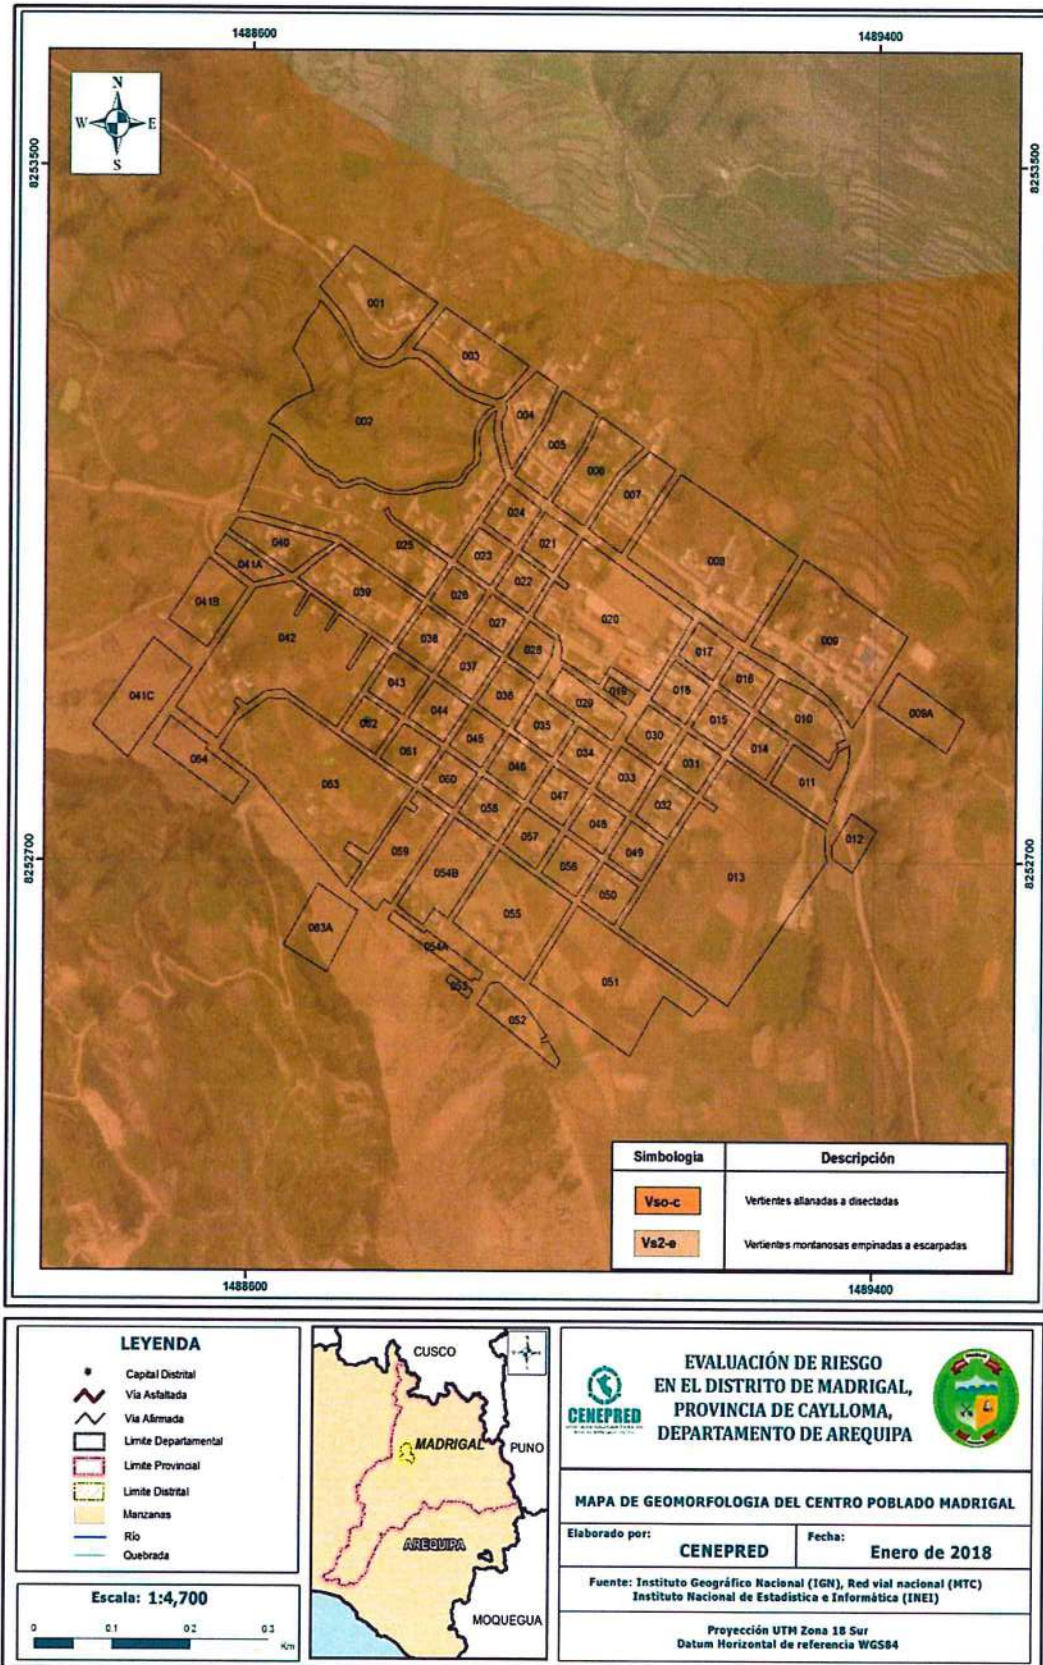 1488600
1489400
N
W
E
S
8253500
8253500
001
003
002
004
005
006
007
024
025
040
023
021
008
041A
022
039
026
041B
020
027
009
042
038
028
017
037
019
016
041C
043
018
036
029
009A
062
044
010
015
035
030
064
061
045
014
034
031
046
011
063
060
033
047
032
058
048
012
057
049
8252700
8252700
059
056
054B
013
050
055
063A
054A
051
053
052
Simbologia
Descripción
Vso-c
Vertientes allanadas a disectadas
Vs2-e
Vertientes montanosas empinadas a escarpadas
1488600
1489400
LEYENDA
Capital Distrital
Via Asfaltada
Via Afirmada
Limite Departamental
Limite Provincial
Limite Distrital
Manzanas
Rio
Quebrada
Escala: 1:4,700
0
0.1
0.2
0.3
Km
CUSCO
MADRIGAL
PUNO
AREQUIPA
MOQUEGUA
CENEPRED
EVALUACIÓN DE RIESGO
EN EL DISTRITO DE MADRIGAL,
PROVINCIA DE CAYLLOMA,
DEPARTAMENTO DE AREQUIPA
MAPA DE GEOMORFOLOGIA DEL CENTRO POBLADO MADRIGAL
Elaborado por:
CENEPRED
Fecha:
Enero de 2018
Fuente: Instituto Geográfico Nacional (IGN), Red vial nacional (MTC)
Instituto Nacional de Estadística e Informática (INEI)
Proyección UTM Zona 18 Sur
Datum Horizontal de referencia WGS84